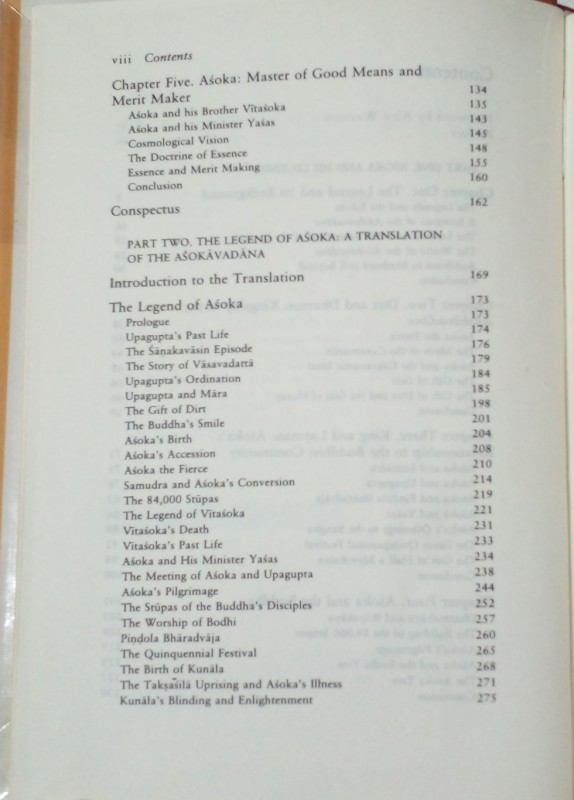 viii Contents
Chapter Five. Aśoka: Master of Good Means and
Merit Maker 134
Aśoka and his Brother Vītaśoka 135
Aśoka and his Minister Yaśas 143
Cosmological Vision 145
The Doctrine of Essence 148
Essence and Merit Making 155
Conclusion 160
Conspectus 162
PART TWO. THE LEGEND OF AŚOKA: A TRANSLATION
OF THE AŚOKĀVADĀNA
Introduction to the Translation 169
The Legend of Aśoka 173
Prologue 173
Upagupta's Past Life 174
The Śāṇakavāsin Episode 176
The Story of Vāsavadattā 179
Upagupta's Ordination 184
Upagupta and Māra 185
The Gift of Dirt 198
The Buddha's Smile 201
Aśoka's Birth 204
Aśoka's Accession 208
Aśoka the Fierce 210
Samudra and Aśoka's Conversion 214
The 84,000 Stūpas 219
The Legend of Vītaśoka 221
Vītaśoka's Death 231
Vītaśoka's Past Life 233
Aśoka and His Minister Yaśas 234
The Meeting of Aśoka and Upagupta 238
Aśoka's Pilgrimage 244
The Stūpas of the Buddha's Disciples 252
The Worship of Bodhi 257
Piṇḍola Bhāradvāja 260
The Quinquennial Festival 265
The Birth of Kunāla 268
The Takṣaśilā Uprising and Aśoka's Illness 271
Kunāla's Blinding and Enlightenment 275